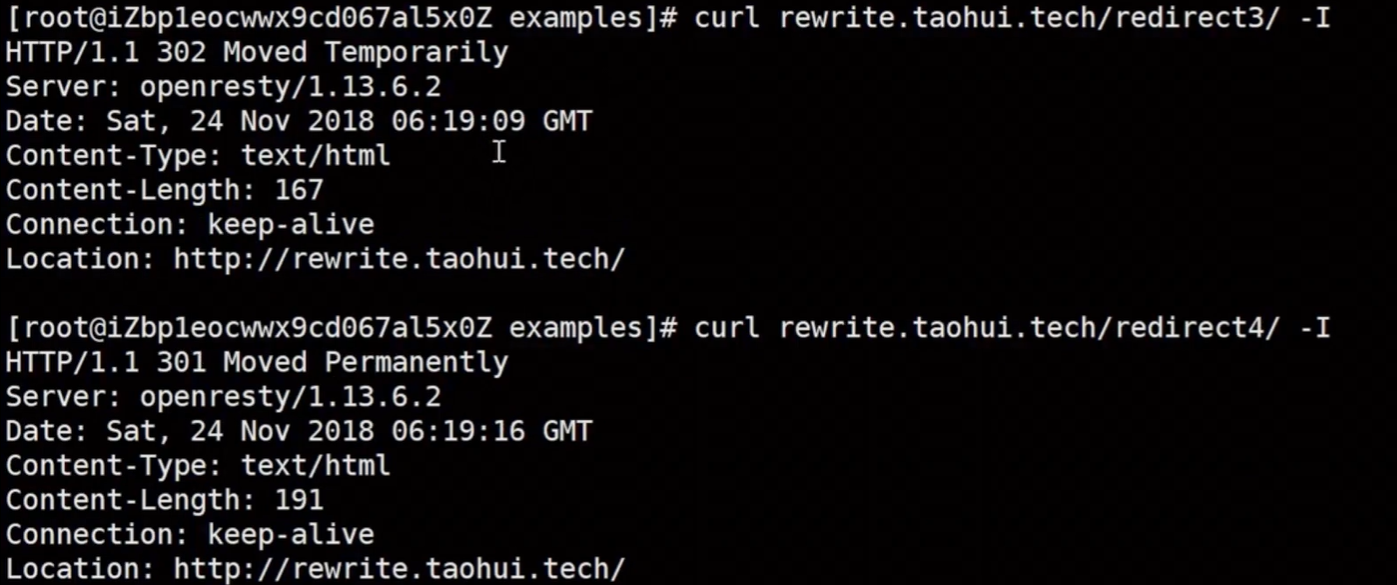 [root@iZbp1eocwwx9cd067al5x0Z examples]# curl rewrite.taohui.tech/redirect3/ -I
HTTP/1.1 302 Moved Temporarily
Server: openresty/1.13.6.2
Date: Sat, 24 Nov 2018 06:19:09 GMT
Content-Type: text/html
Content-Length: 167
Connection: keep-alive
Location: http://rewrite.taohui.tech/
[root@iZbp1eocwwx9cd067al5x0Z examples]# curl rewrite.taohui.tech/redirect4/ -I
HTTP/1.1 301 Moved Permanently
Server: openresty/1.13.6.2
Date: Sat, 24 Nov 2018 06:19:16 GMT
Content-Type: text/html
Content-Length: 191
Connection: keep-alive
Location: http://rewrite.taohui.tech/